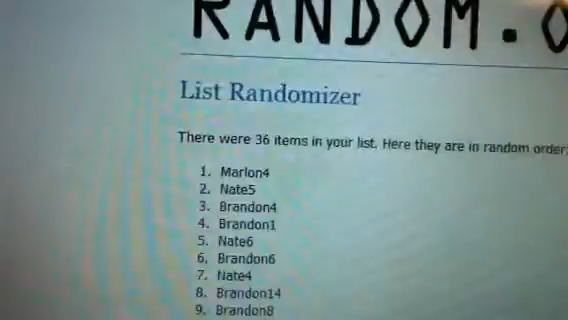 RANDOM.O
List Randomizer
There were 36 items in your list. Here they are in random order:
1. Marlon4
2. Nate5
3. Brandon4
4. Brandon1
5. Nate6
6. Brandon6
7. Nate4
8. Brandon14
9. Brandon8